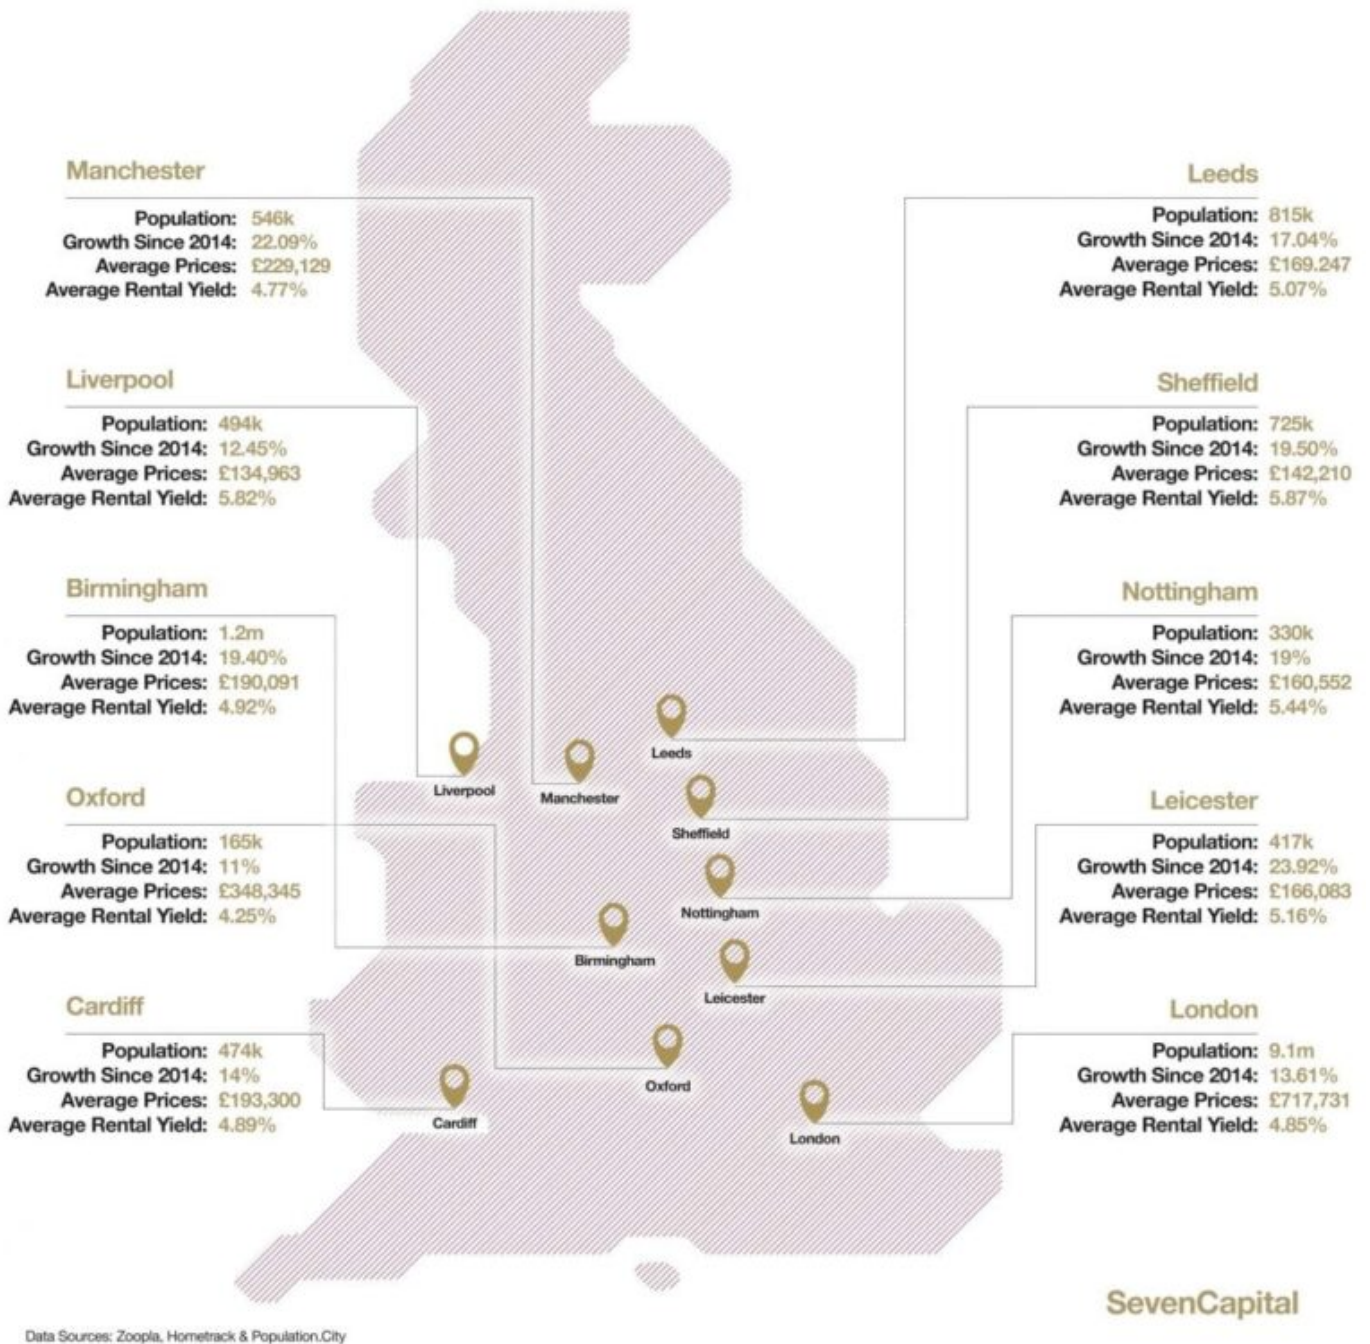 Manchester
Population: 546k
Growth Since 2014: 22.09%
Average Prices: £229,129
Average Rental Yield: 4.77%
Liverpool
Population: 494k
Growth Since 2014: 12.45%
Average Prices: £134,963
Average Rental Yield: 5.82%
Birmingham
Population: 1.2m
Growth Since 2014: 19.40%
Average Prices: £190,091
Average Rental Yield: 4.92%
Oxford
Population: 165k
Growth Since 2014: 11%
Average Prices: £348,345
Average Rental Yield: 4.25%
Cardiff
Population: 474k
Growth Since 2014: 14%
Average Prices: £193,300
Average Rental Yield: 4.89%
Leeds
Liverpool
Manchester
Sheffield
Nottingham
Birmingham
Leicester
Oxford
Cardiff
London
Leeds
Population: 815k
Growth Since 2014: 17.04%
Average Prices: £169.247
Average Rental Yield: 5.07%
Sheffield
Population: 725k
Growth Since 2014: 19.50%
Average Prices: £142,210
Average Rental Yield: 5.87%
Nottingham
Population: 330k
Growth Since 2014: 19%
Average Prices: £160,552
Average Rental Yield: 5.44%
Leicester
Population: 417k
Growth Since 2014: 23.92%
Average Prices: £166,083
Average Rental Yield: 5.16%
London
Population: 9.1m
Growth Since 2014: 13.61%
Average Prices: £717,731
Average Rental Yield: 4.85%
SevenCapital
Data Sources: Zoopla, Hometrack & Population.City